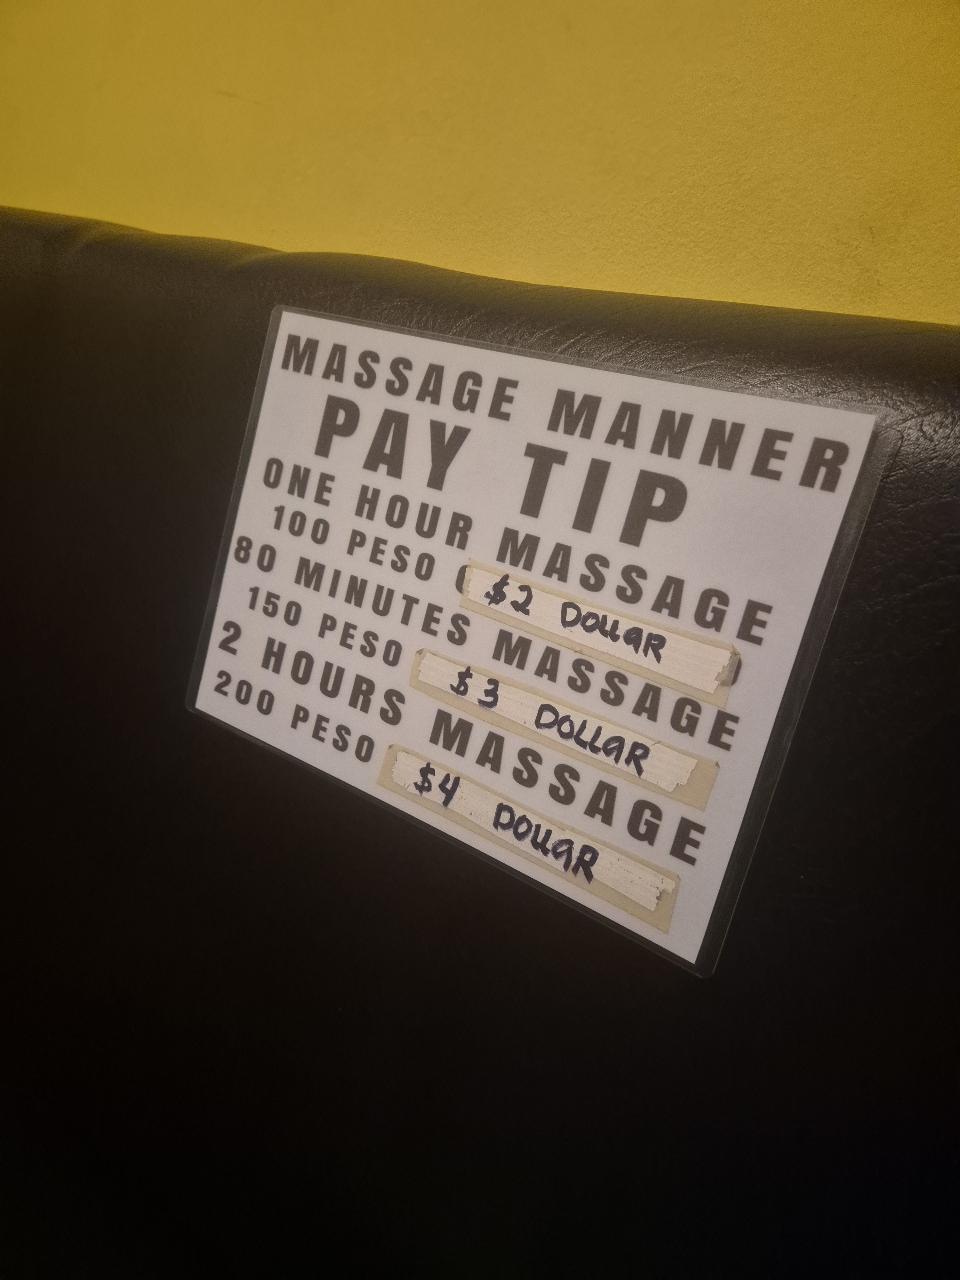 MASSAGE MANNER
PAY TIP
ONE HOUR MASSAGE
100 PESO $2 DOLLAR
80 MINUTES MASSAGE
150 PESO $3 DOLLAR
2 HOURS MASSAGE
200 PESO $4 DOLLAR